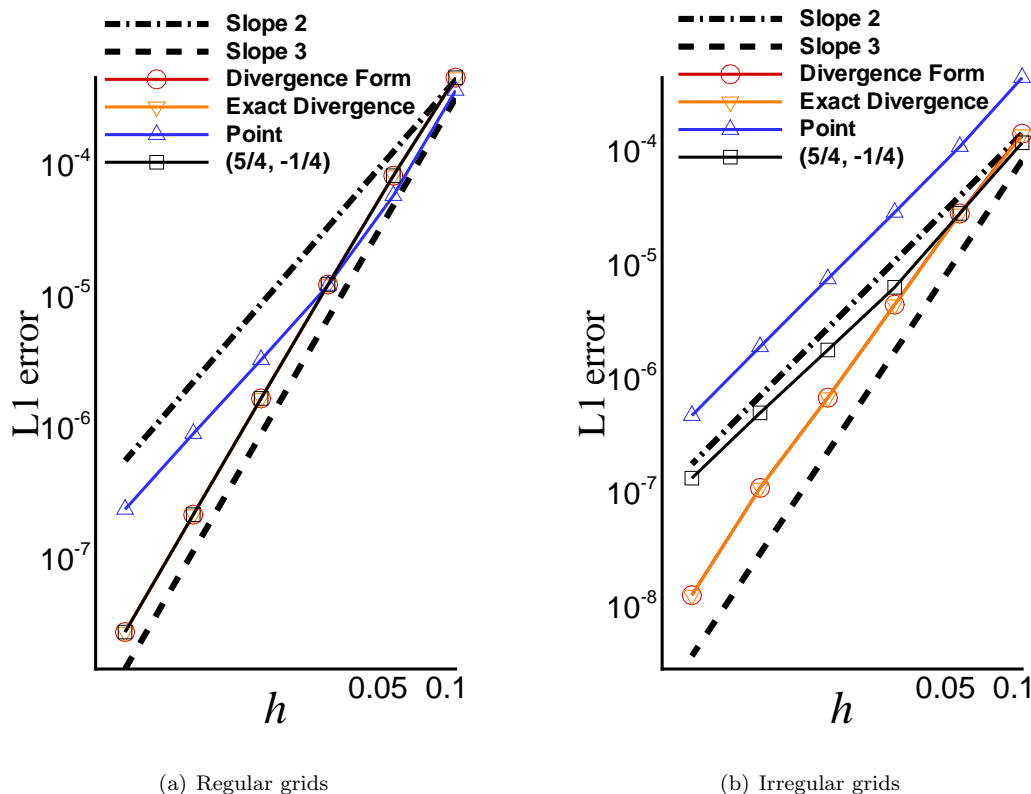 Slope 2
Slope 3
Divergence Form
Exact Divergence
Point
(5/4, -1/4)
10-4
10-5
10-6
10-7
L1 error
0.05 0.1
h
(a) Regular grids
Slope 2
Slope 3
Divergence Form
Exact Divergence
Point
(5/4, -1/4)
10-4
10-5
10-6
10-7
10-8
L1 error
0.05 0.1
h
(b) Irregular grids